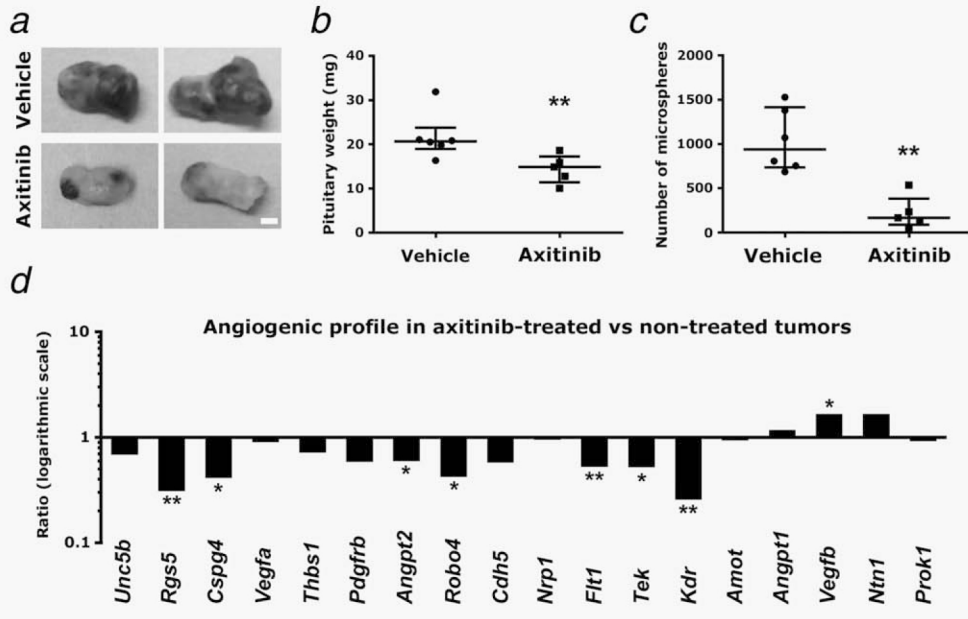 a
Vehicle
Axitinib
b
Pituitary weight (mg)
40
30
20
10
0
**
Vehicle
Axitinib
c
Number of microspheres
2000
1500
1000
500
0
**
Vehicle
Axitinib
d
Angiogenic profile in axitinib-treated vs non-treated tumors
Ratio (logarithmic scale)
10
1
0.1
** * * * ** * ** *
Unc5b Rgs5 Cspg4 Vegfa Thbs1 Pdgfrb Angpt2 Robo4 Cdh5 Nrp1 Flt1 Tek Kdr Amot Angpt1 Vegfb Ntn1 Prok1